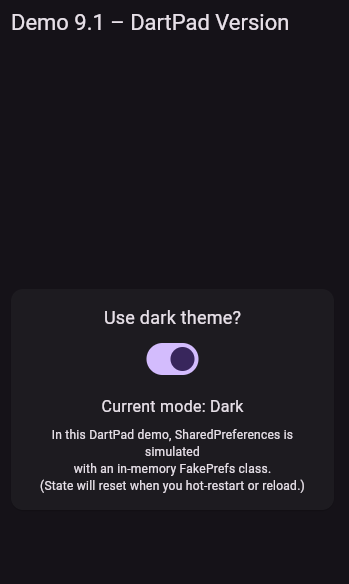 Demo 9.1 – DartPad Version
Use dark theme?
Current mode: Dark
In this DartPad demo, SharedPreferences is
simulated
with an in-memory FakePrefs class.
(State will reset when you hot-restart or reload.)